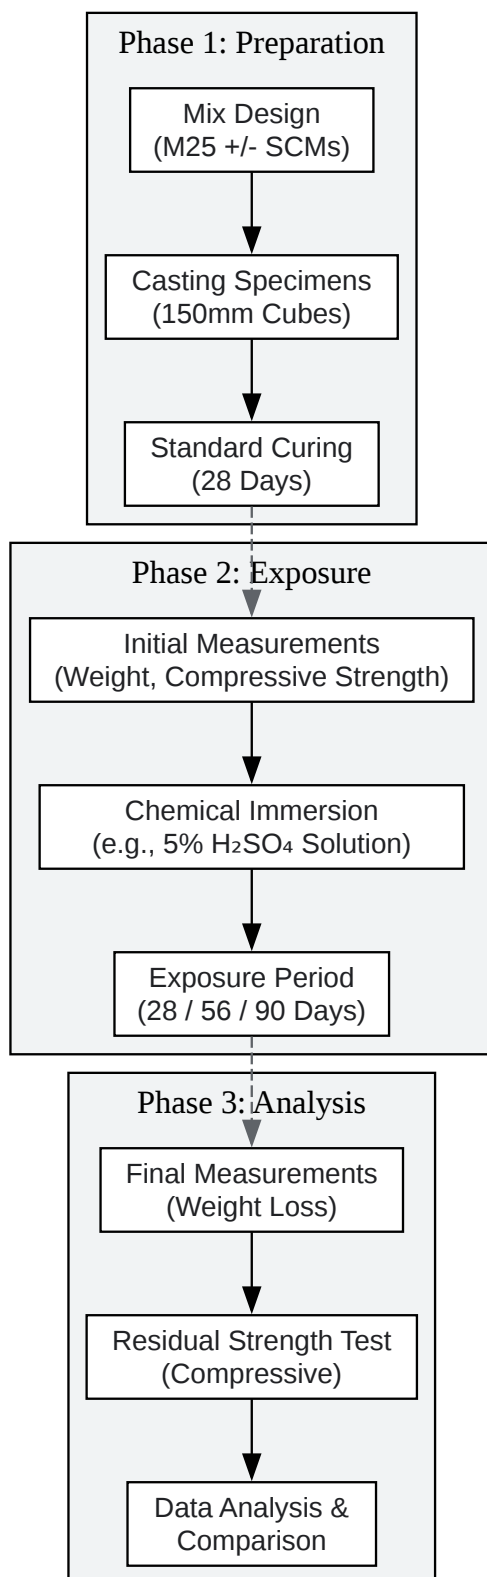 Phase 1: Preparation
Mix Design
(M25 +/- SCMs)
Casting Specimens
(150mm Cubes)
Standard Curing
(28 Days)
Phase 2: Exposure
Initial Measurements
(Weight, Compressive Strength)
Chemical Immersion
(e.g., 5% H₂SO₄ Solution)
Exposure Period
(28 / 56 / 90 Days)
Phase 3: Analysis
Final Measurements
(Weight Loss)
Residual Strength Test
(Compressive)
Data Analysis &
Comparison